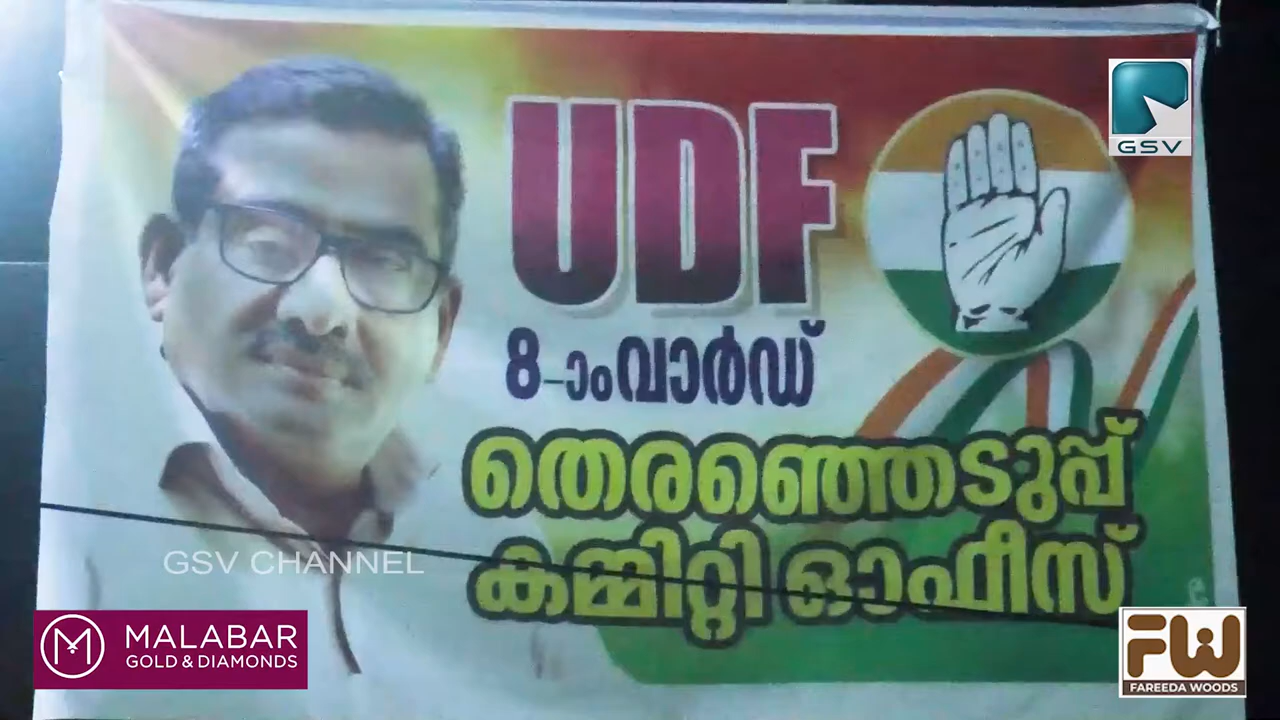 UDF
GSV
8-ാംവാർഡ്
തെരഞ്ഞെടുപ്പ്
കമ്മിറ്റി ഓഫീസ്
GSV CHANNEL
MALABAR
GOLD & DIAMONDS
FW
FAREEDA WOODS